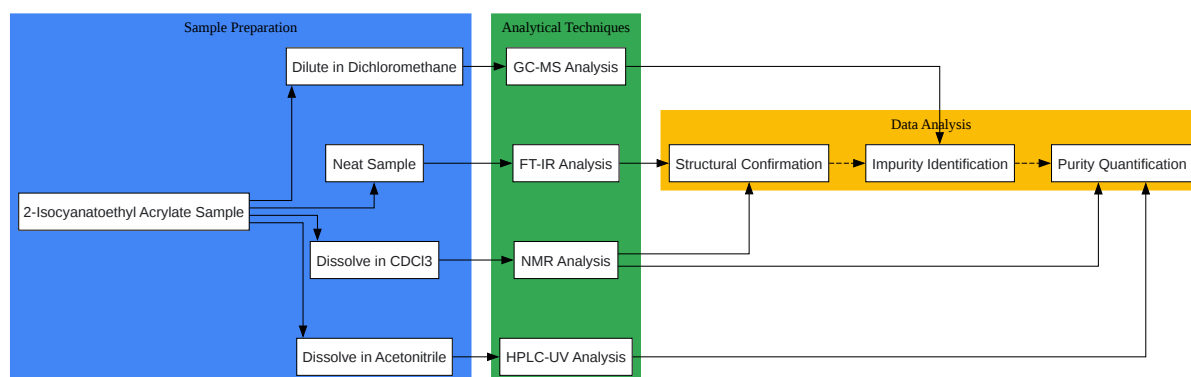 Sample Preparation
Analytical Techniques
Dilute in Dichloromethane
GC-MS Analysis
Data Analysis
Neat Sample
FT-IR Analysis
Structural Confirmation
Impurity Identification
Purity Quantification
2-Isocyanatoethyl Acrylate Sample
Dissolve in CDCl3
NMR Analysis
Dissolve in Acetonitrile
HPLC-UV Analysis